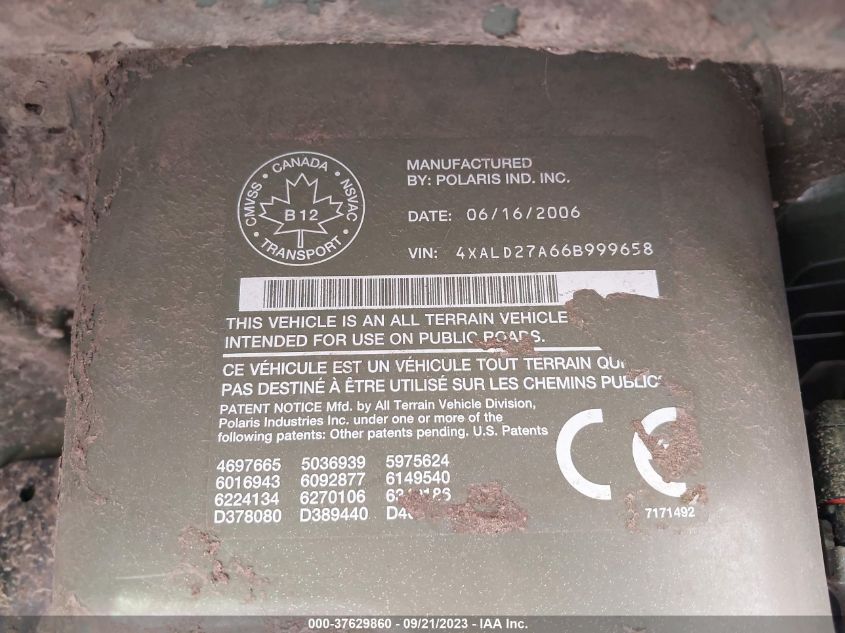 CANADA
CMVSS • NSVAC
B12
TRANSPORT
MANUFACTURED
BY: POLARIS IND. INC.
DATE: 06/16/2006
VIN: 4XALD27A66B999658
THIS VEHICLE IS AN ALL TERRAIN VEHICLE
INTENDED FOR USE ON PUBLIC ROADS.
CE VÉHICULE EST UN VÉHICULE TOUT TERRAIN QUI
PAS DESTINÉ À ÊTRE UTILISÉ SUR LES CHEMINS PUBLICS
PATENT NOTICE Mfd. by All Terrain Vehicle Division,
Polaris Industries Inc. under one or more of the
following patents: Other patents pending. U.S. Patents
CE
4697665 5036939 5975624
6016943 6092877 6149540
6224134 6270106
D378080 D389440
7171492
000-37629860 - 09/21/2023 - IAA Inc.